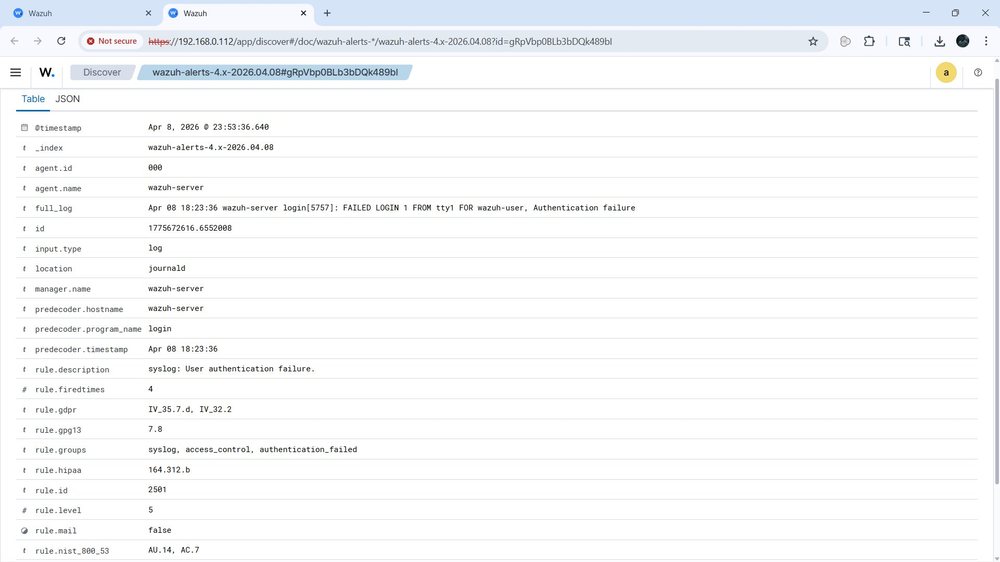 Wazuh
Wazuh
Not secure https://192.168.0.112/app/discover#/doc/wazuh-alerts-*/wazuh-alerts-4.x-2026.04.08?id=gRpVbp0BLb3bDQk489bI
W. Discover wazuh-alerts-4.x-2026.04.08#gRpVbp0BLb3bDQk489bI a
Table JSON
@timestamp Apr 8, 2026 @ 23:53:36.640
t _index wazuh-alerts-4.x-2026.04.08
t agent.id 000
t agent.name wazuh-server
t full_log Apr 08 18:23:36 wazuh-server login[5757]: FAILED LOGIN 1 FROM tty1 FOR wazuh-user, Authentication failure
t id 1775672616.6552008
t input.type log
t location journald
t manager.name wazuh-server
t predecoder.hostname wazuh-server
t predecoder.program_name login
t predecoder.timestamp Apr 08 18:23:36
t rule.description syslog: User authentication failure.
# rule.firedtimes 4
t rule.gdpr IV_35.7.d, IV_32.2
t rule.gpg13 7.8
t rule.groups syslog, access_control, authentication_failed
t rule.hipaa 164.312.b
t rule.id 2501
# rule.level 5
rule.mail false
t rule.nist_800_53 AU.14, AC.7